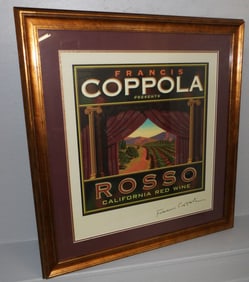 FRANCIS
COPPOLA
PRESENTS
ROSSO
CALIFORNIA RED WINE